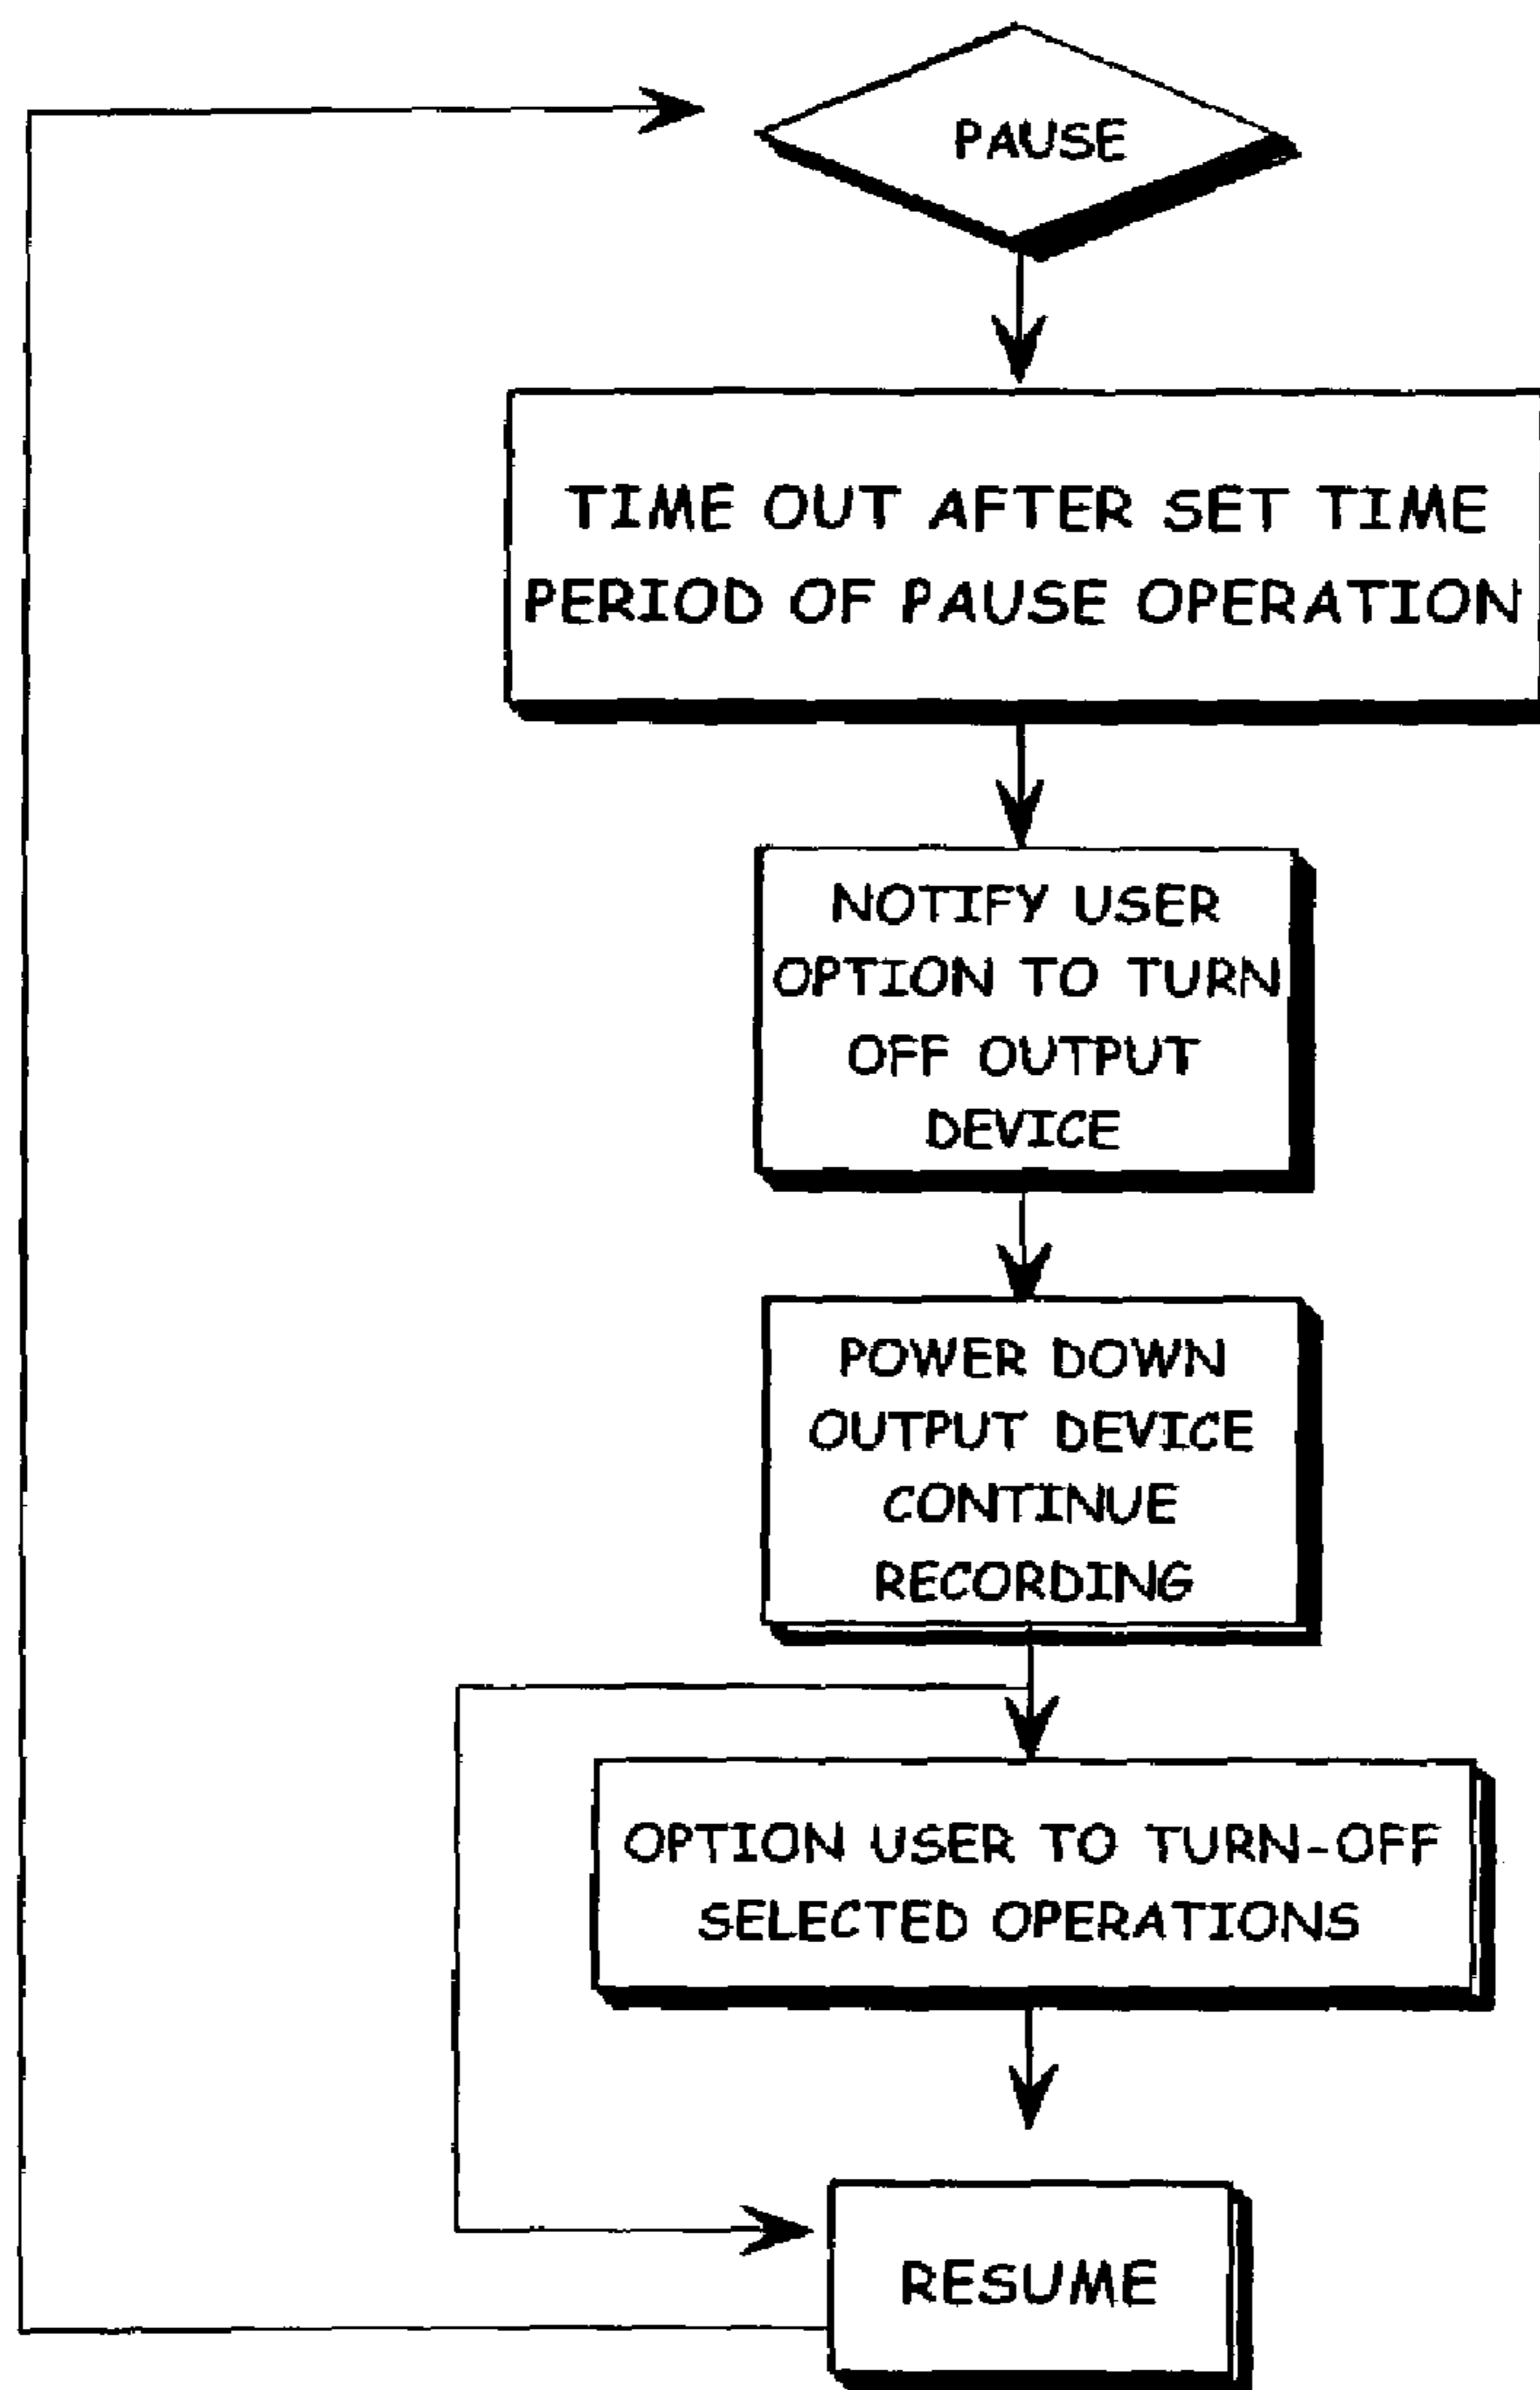 PAUSE
TIME OUT AFTER SET TIME
PERIOD OF PAUSE OPERATION
NOTIFY USER
OPTION TO TURN
OFF OUTPUT
DEVICE
POWER DOWN
OUTPUT DEVICE
CONTINUE
RECORDING
OPTION USER TO TURN-OFF
SELECTED OPERATIONS
RESUME